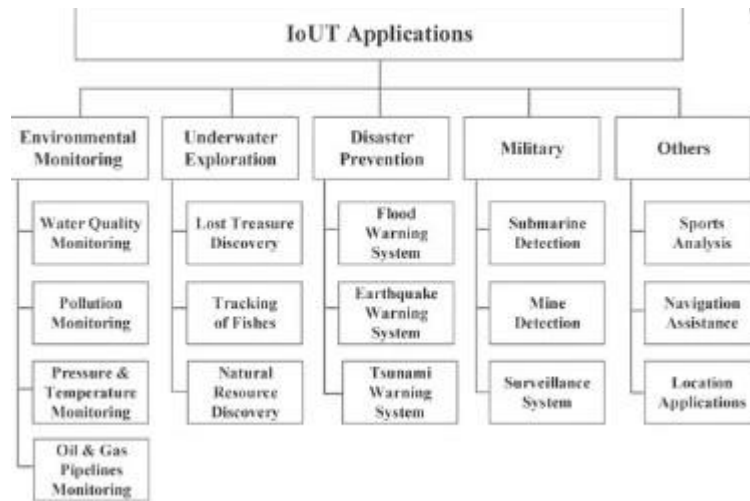 IoUT Applications
Environmental
Monitoring
Underwater
Exploration
Disaster
Prevention
Military
Others
Water Quality
Monitoring
Pollution
Monitoring
Pressure &
Temperature
Monitoring
Oil & Gas
Pipelines
Monitoring
Lost Treasure
Discovery
Tracking
of Fishes
Natural
Resource
Discovery
Flood
Warning
System
Earthquake
Warning
System
Tsunami
Warning
System
Submarine
Detection
Mine
Detection
Surveillance
System
Sports
Analysis
Navigation
Assistance
Location
Applications